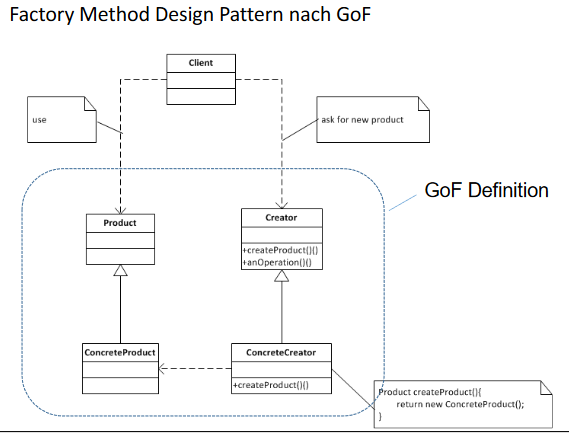 Factory Method Design Pattern nach GoF
Client
use
ask for new product
GoF Definition
Product
Creator
+createProduct()()
+anOperation()()
ConcreteProduct
ConcreteCreator
+createProduct()()
Product createProduct(){
return new ConcreteProduct();
}